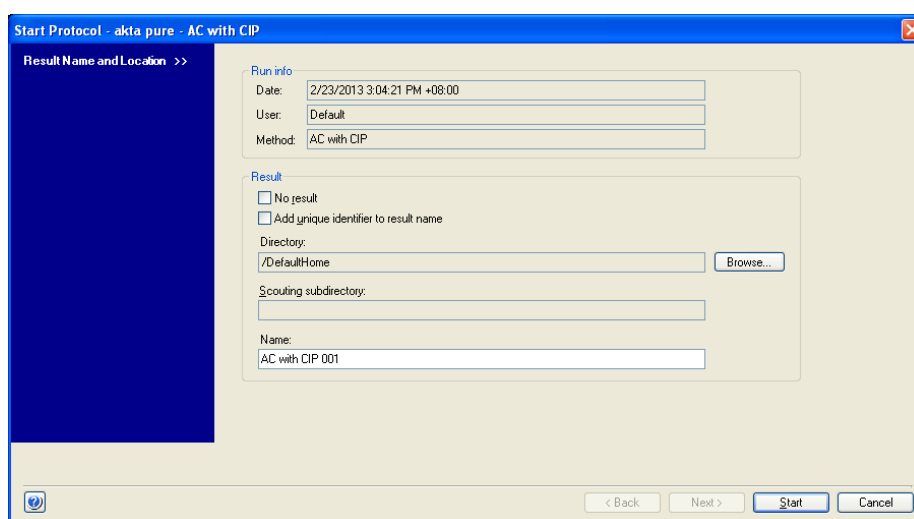 Start Protocol - akta pure - AC with CIP
Result Name and Location >>
Run info
Date: 2/23/2013 3:04:21 PM +08:00
User: Default
Method: AC with CIP
Result
No result
Add unique identifier to result name
Directory:
/DefaultHome
Browse...
Scouting subdirectory:
Name:
AC with CIP 001
< Back Next > Start Cancel